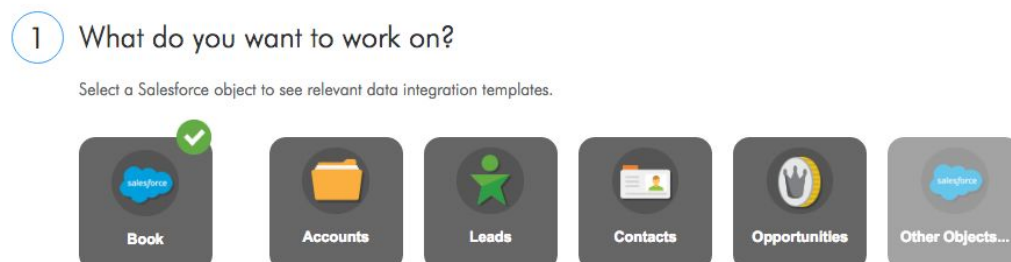 1 What do you want to work on?
Select a Salesforce object to see relevant data integration templates.
salesforce
salesforce
Book
Accounts
Leads
Contacts
Opportunities
Other Objects...